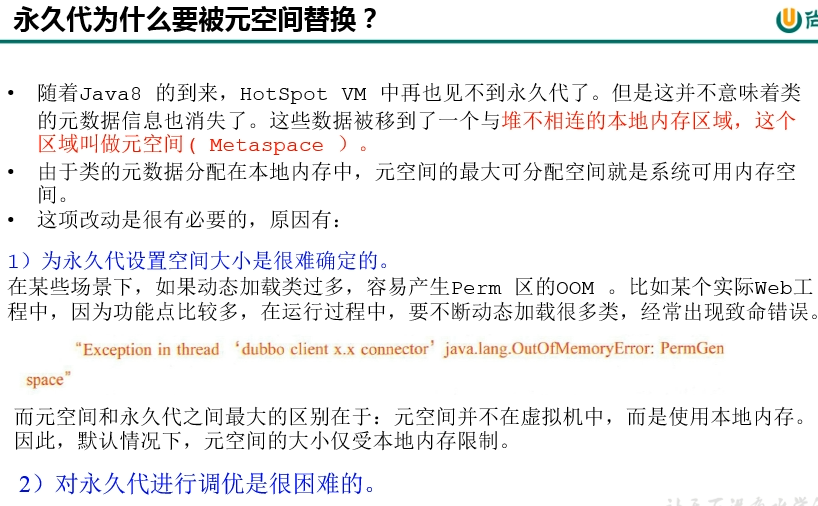 永久代为什么要被元空间替换？
尚
• 随着Java8 的到来，HotSpot VM 中再也见不到永久代了。但是这并不意味着类
的元数据信息也消失了。这些数据被移到了一个与堆不相连的本地内存区域，这个
区域叫做元空间( Metaspace ）。
• 由于类的元数据分配在本地内存中，元空间的最大可分配空间就是系统可用内存空
间。
• 这项改动是很有必要的，原因有：
1）为永久代设置空间大小是很难确定的。
在某些场景下，如果动态加载类过多，容易产生Perm 区的OOM 。比如某个实际Web工
程中，因为功能点比较多，在运行过程中，要不断动态加载很多类，经常出现致命错误。
“Exception in thread ‘dubbo client x.x connector’ java.lang.OutOfMemoryError: PermGen
space”
而元空间和永久代之间最大的区别在于：元空间并不在虚拟机中，而是使用本地内存。
因此，默认情况下，元空间的大小仅受本地内存限制。
2）对永久代进行调优是很困难的。